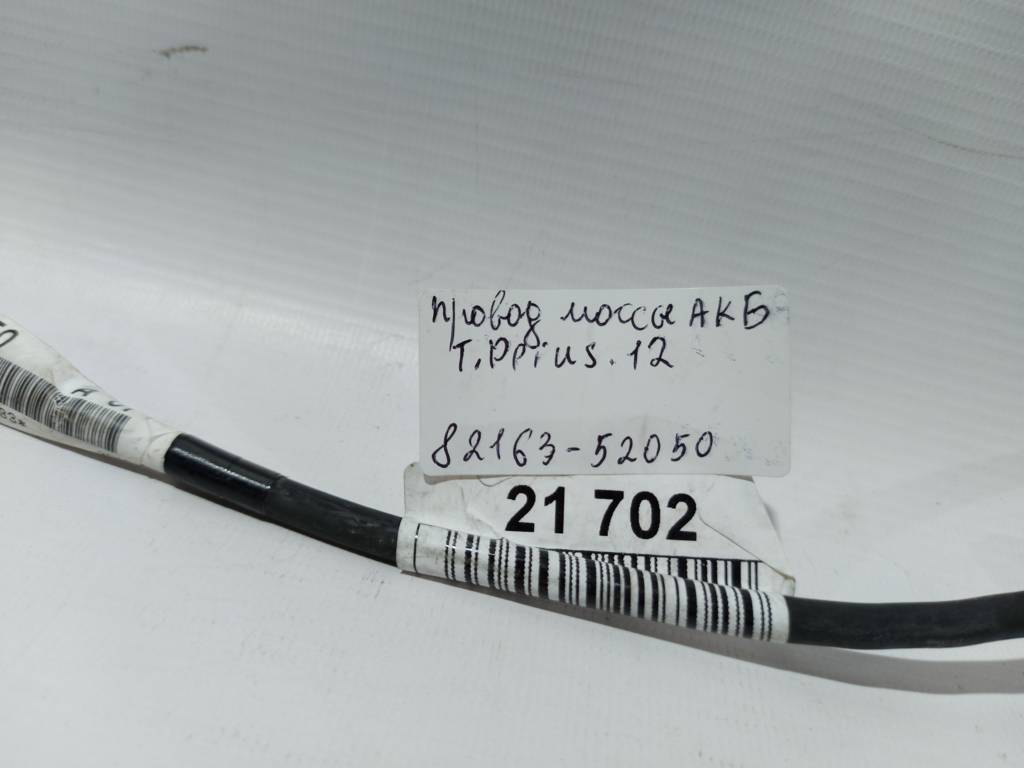 провод массы АКБ
T.Prius.12
82163-52050
21 702